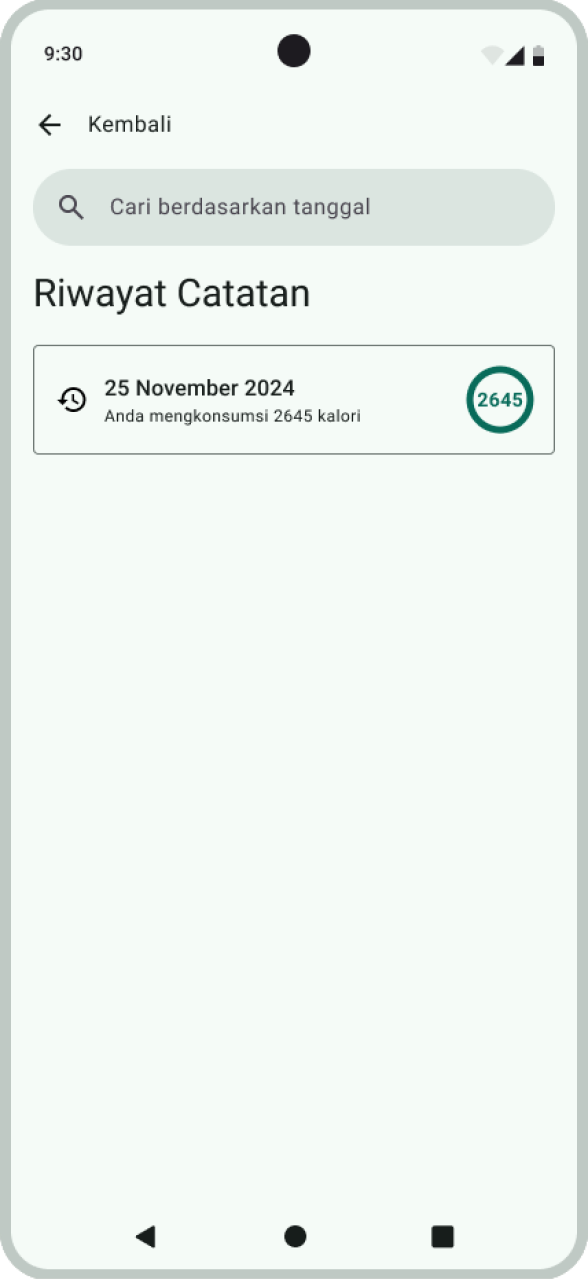 9:30
Kembali
Cari berdasarkan tanggal
Riwayat Catatan
25 November 2024
Anda mengkonsumsi 2645 kalori
2645